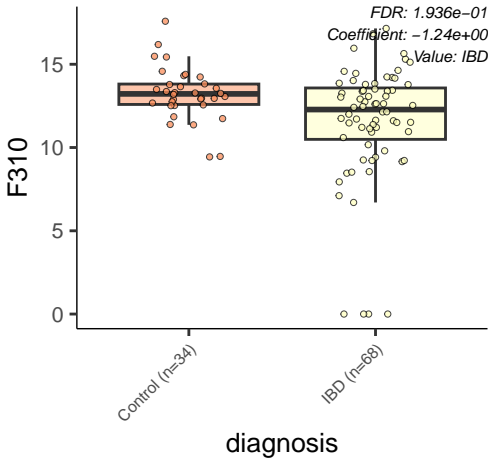 FDR: 1.936e−01
Coefficient: −1.24e+00
Value: IBD
15
10
5
0
F310
Control (n=34)
IBD (n=68)
diagnosis